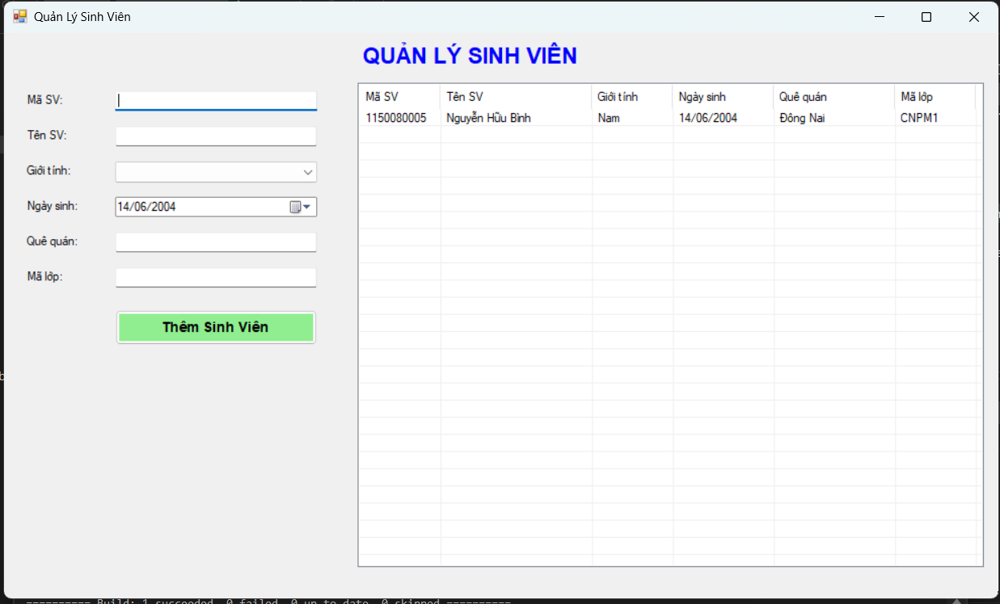 Quản Lý Sinh Viên
QUẢN LÝ SINH VIÊN
Mã SV:
Tên SV:
Giới tính:
Ngày sinh: 14/06/2004
Quê quán:
Mã lớp:
Thêm Sinh Viên
Mã SV Tên SV Giới tính Ngày sinh Quê quán Mã lớp
1150080005 Nguyễn Hữu Bình Nam 14/06/2004 Đồng Nai CNPM1
========== Build: 1 succeeded, 0 failed, 0 up-to-date, 0 skipped ==========